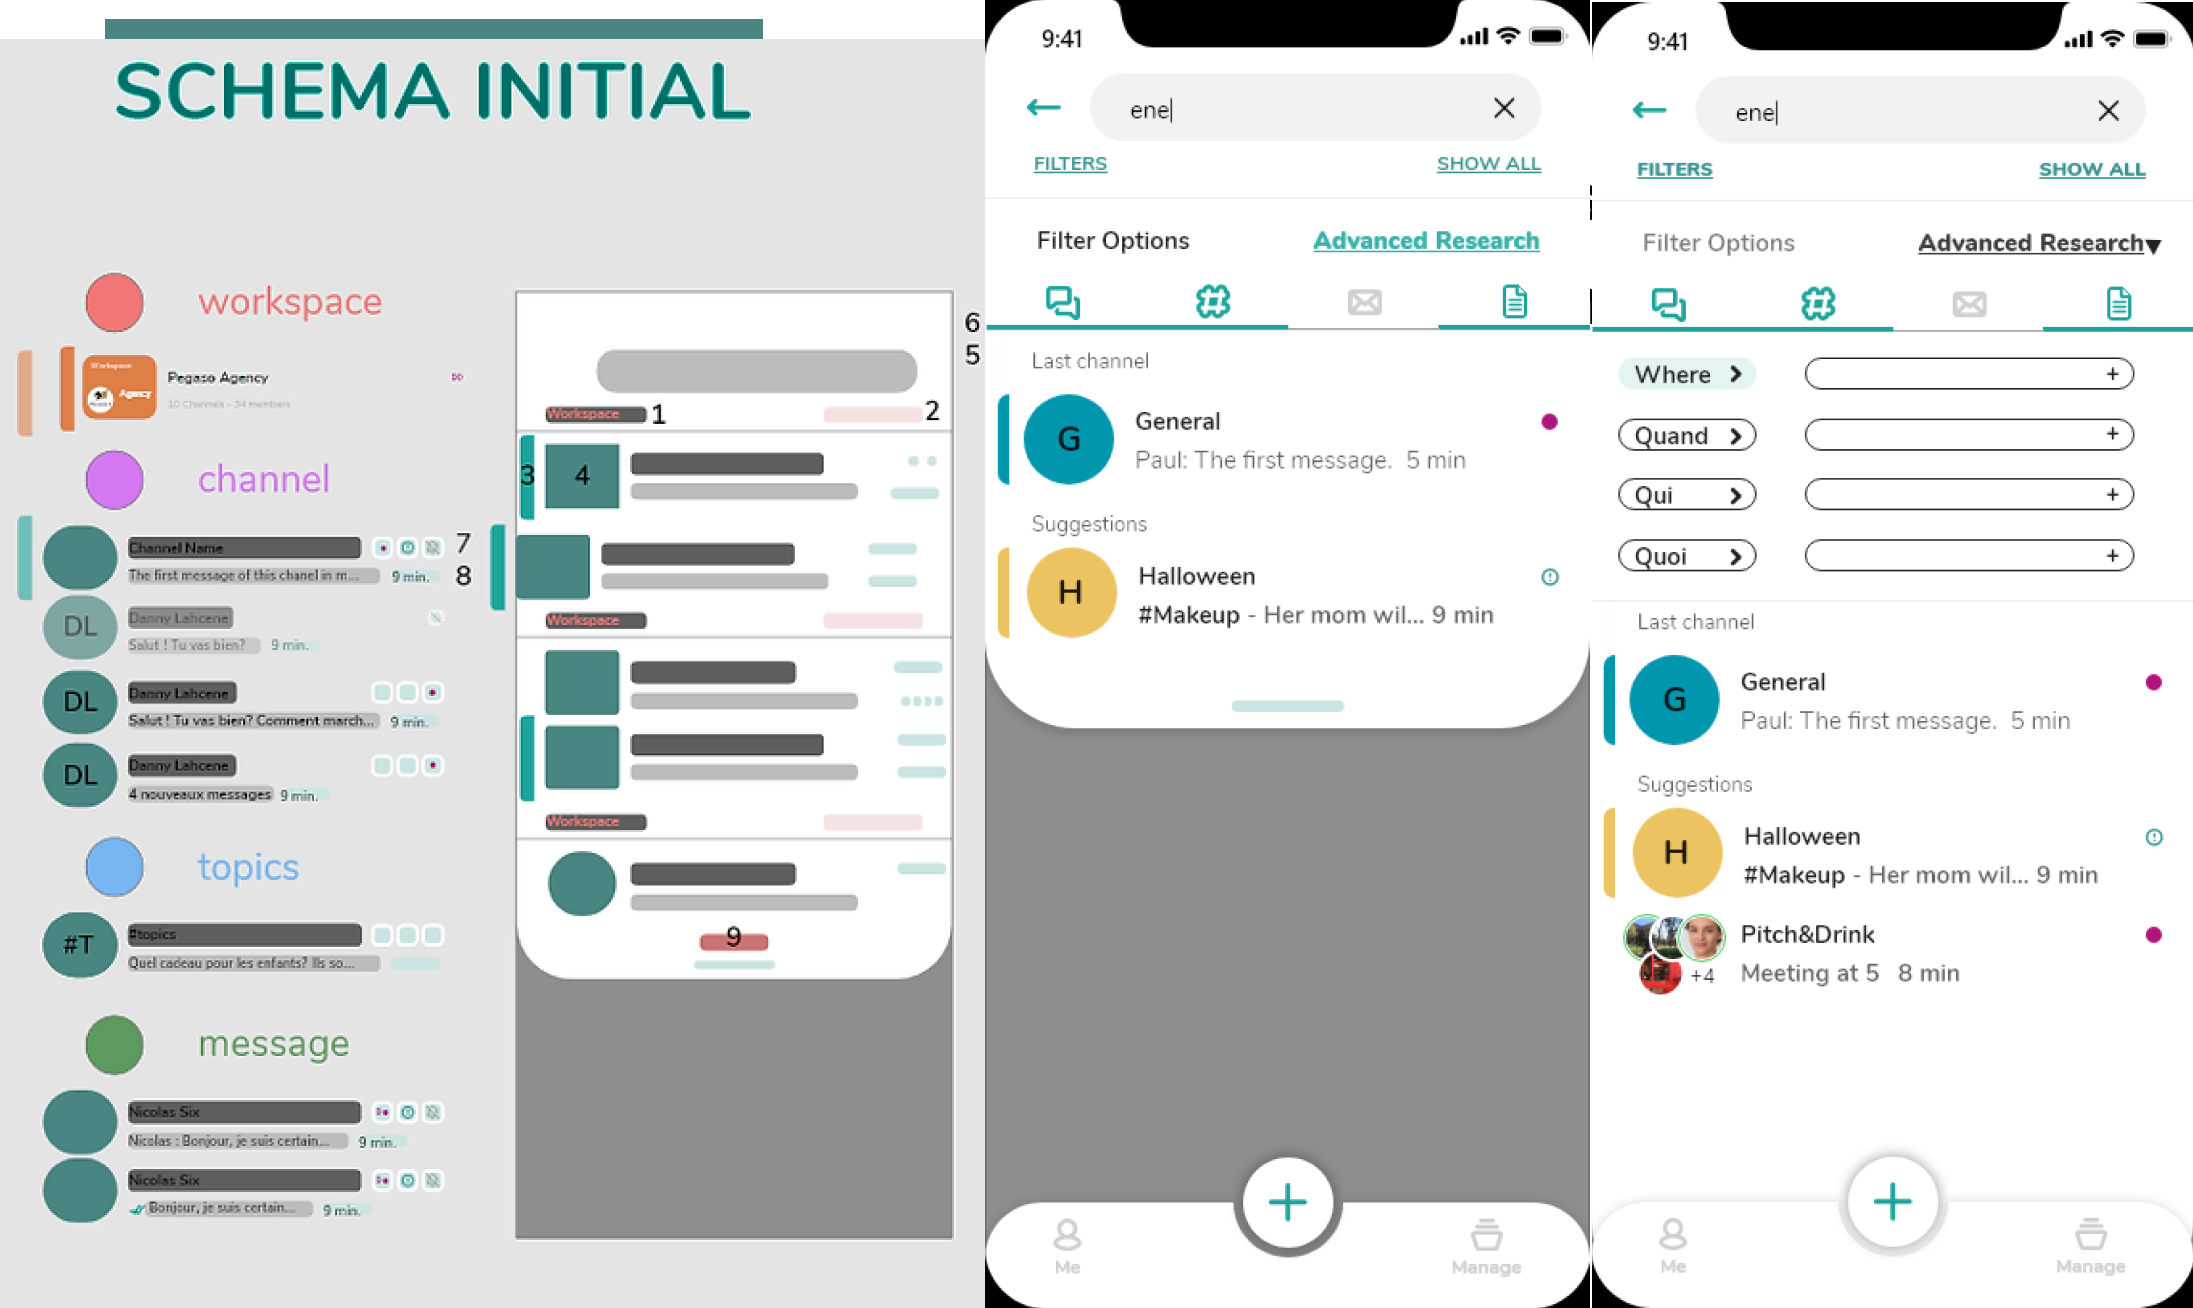 SCHEMA INITIAL
workspace
Workspace
Agency
Pegaso Agency
10 Channels - 34 members
channel
Channel Name
The first message of this chanel in m...
9 min.
7
8
DL
Danny Lahcene
Salut ! Tu vas bien?
9 min.
DL
Danny Lahcene
Salut ! Tu vas bien? Comment march...
9 min.
DL
Danny Lahcene
4 nouveaux messages
9 min.
topics
#T
#topics
Quel cadeau pour les enfants? Ils so...
message
Nicolas Six
Nicolas : Bonjour, je suis certain...
9 min.
Nicolas Six
Bonjour, je suis certain...
9 min.
6
5
Workspace
1
2
3
4
Workspace
Workspace
9
9:41
ene
FILTERS
SHOW ALL
Filter Options
Advanced Research
Last channel
G
General
Paul: The first message. 5 min
Suggestions
H
Halloween
#Makeup - Her mom wil... 9 min
Me
Manage
9:41
ene
FILTERS
SHOW ALL
Filter Options
Advanced Research
Where
+
Quand
+
Qui
+
Quoi
+
Last channel
G
General
Paul: The first message. 5 min
Suggestions
H
Halloween
#Makeup - Her mom wil... 9 min
Pitch&Drink
+4
Meeting at 5 8 min
Me
Manage